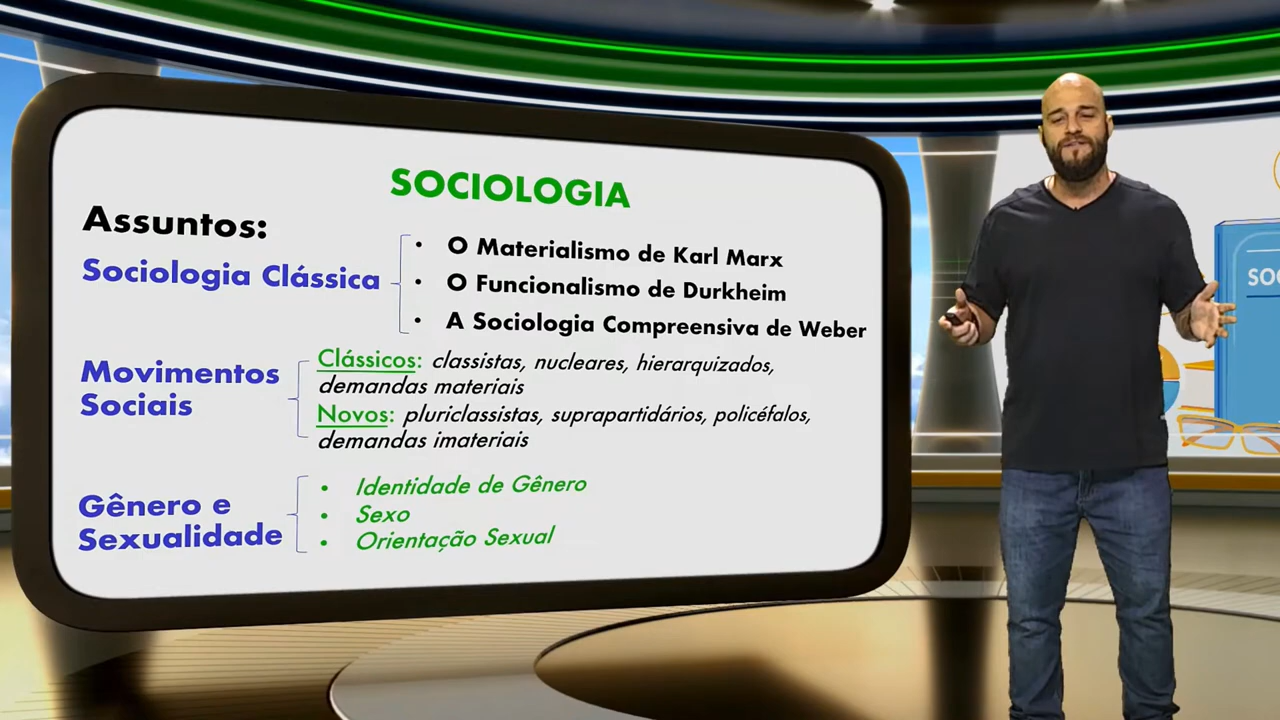 SOCIOLOGIA
Assuntos:
Sociologia Clássica
• O Materialismo de Karl Marx
• O Funcionalismo de Durkheim
• A Sociologia Compreensiva de Weber
Movimentos
Sociais
Clássicos: classistas, nucleares, hierarquizados,
demandas materiais
Novos: pluriclassistas, suprapartidários, policéfalos,
demandas imateriais
Gênero e
Sexualidade
• Identidade de Gênero
• Sexo
• Orientação Sexual